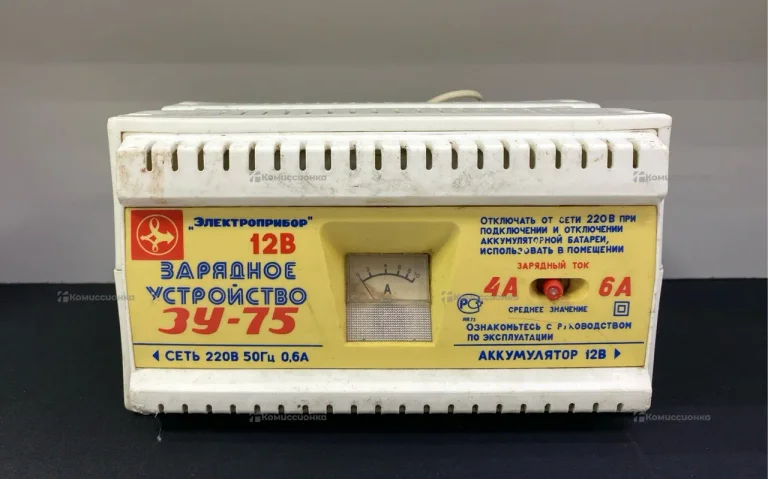 "Электроприбор"
12В
ЗАРЯДНОЕ
УСТРОЙСТВО
ЗУ-75
СЕТЬ 220В 50Гц 0,6А
А
ОТКЛЮЧАТЬ ОТ СЕТИ 220В ПРИ
ПОДКЛЮЧЕНИИ И ОТКЛЮЧЕНИИ
АККУМУЛЯТОРНОЙ БАТАРЕИ,
ИСПОЛЬЗОВАТЬ В ПОМЕЩЕНИИ
ЗАРЯДНЫЙ ТОК
4А 6А
СРЕДНЕЕ ЗНАЧЕНИЕ
ОЗНАКОМЬТЕСЬ С РУКОВОДСТВОМ
ПО ЭКСПЛУАТАЦИИ
АККУМУЛЯТОР 12В
Комиссионка
Комиссионка
Комиссионка
Комиссионка
Комиссионка
Комиссионка
Комиссионка